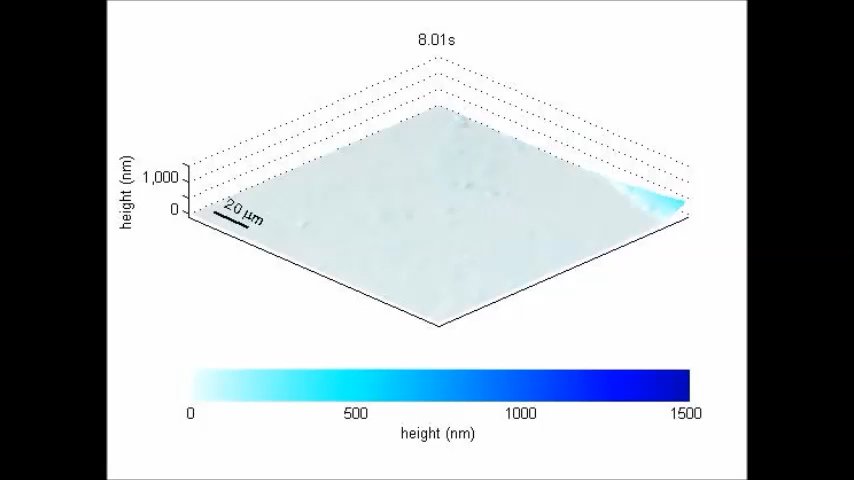 8.01s
height (nm)
1,000
0
20 μm
0
500
1000
1500
height (nm)